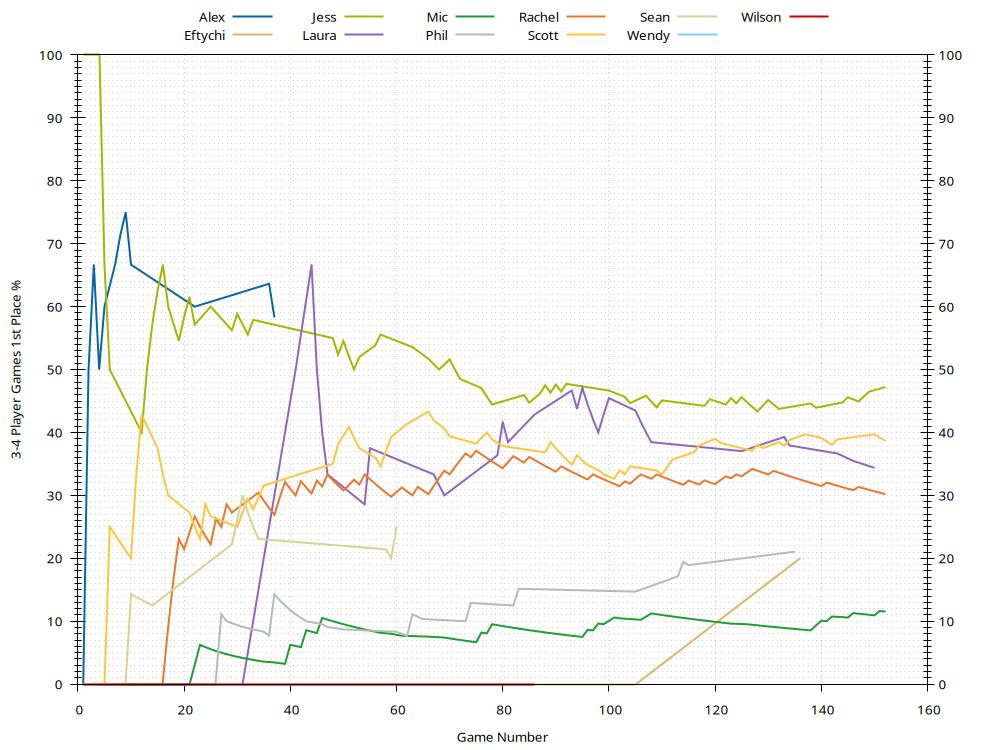 Alex Jess Mic Rachel Sean Wilson
Eftychi Laura Phil Scott Wendy
100 100
90 90
80 80
70 70
60 60
50 50
40 40
30 30
20 20
10 10
0 0
0 20 40 60 80 100 120 140 160
3-4 Player Games 1st Place %
Game Number